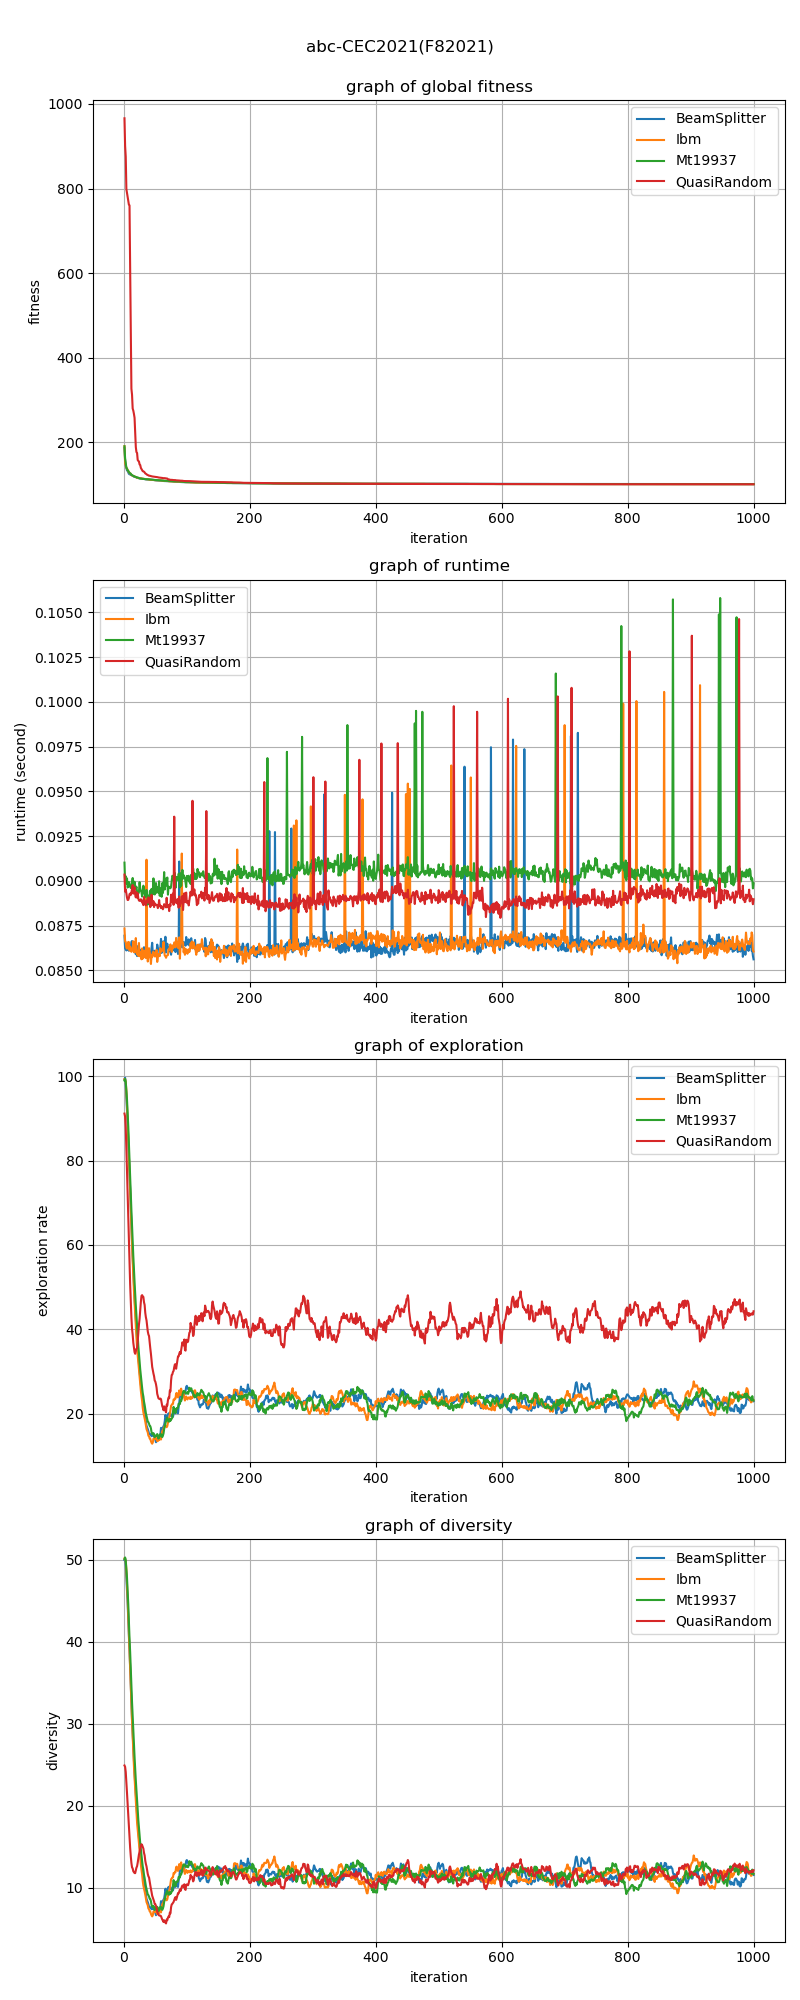 abc-CEC2021(F82021)
graph of global fitness
1000
800
600
400
200
fitness
BeamSplitter
Ibm
Mt19937
QuasiRandom
0 200 400 600 800 1000
iteration
graph of runtime
0.1050
0.1025
0.1000
0.0975
0.0950
0.0925
0.0900
0.0875
0.0850
runtime (second)
BeamSplitter
Ibm
Mt19937
QuasiRandom
0 200 400 600 800 1000
iteration
graph of exploration
100
80
60
40
20
exploration rate
BeamSplitter
Ibm
Mt19937
QuasiRandom
0 200 400 600 800 1000
iteration
graph of diversity
50
40
30
20
10
diversity
BeamSplitter
Ibm
Mt19937
QuasiRandom
0 200 400 600 800 1000
iteration